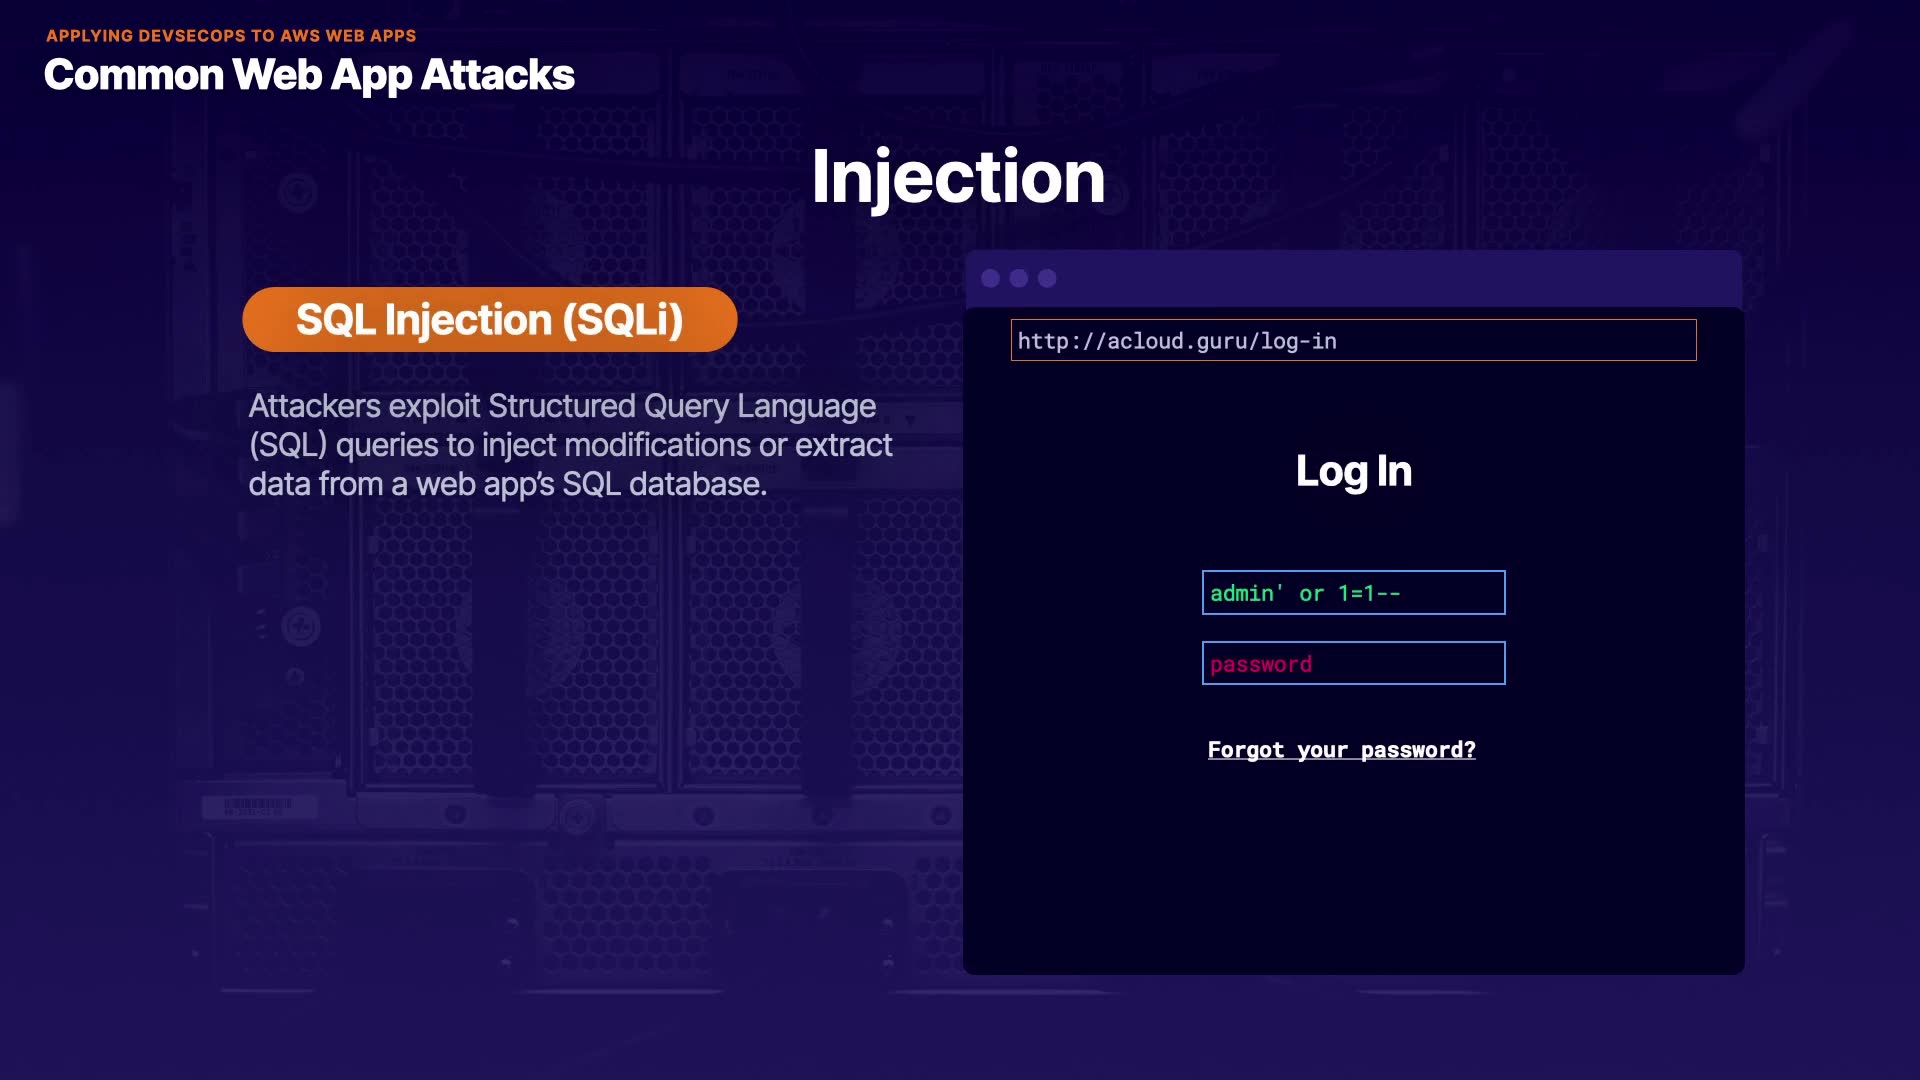 APPLYING DEVSECOPS TO AWS WEB APPS
Common Web App Attacks
Injection
SQL Injection (SQLi)
Attackers exploit Structured Query Language
(SQL) queries to inject modifications or extract
data from a web app’s SQL database.
http://acloud.guru/log-in
Log In
admin' or 1=1--
password
Forgot your password?